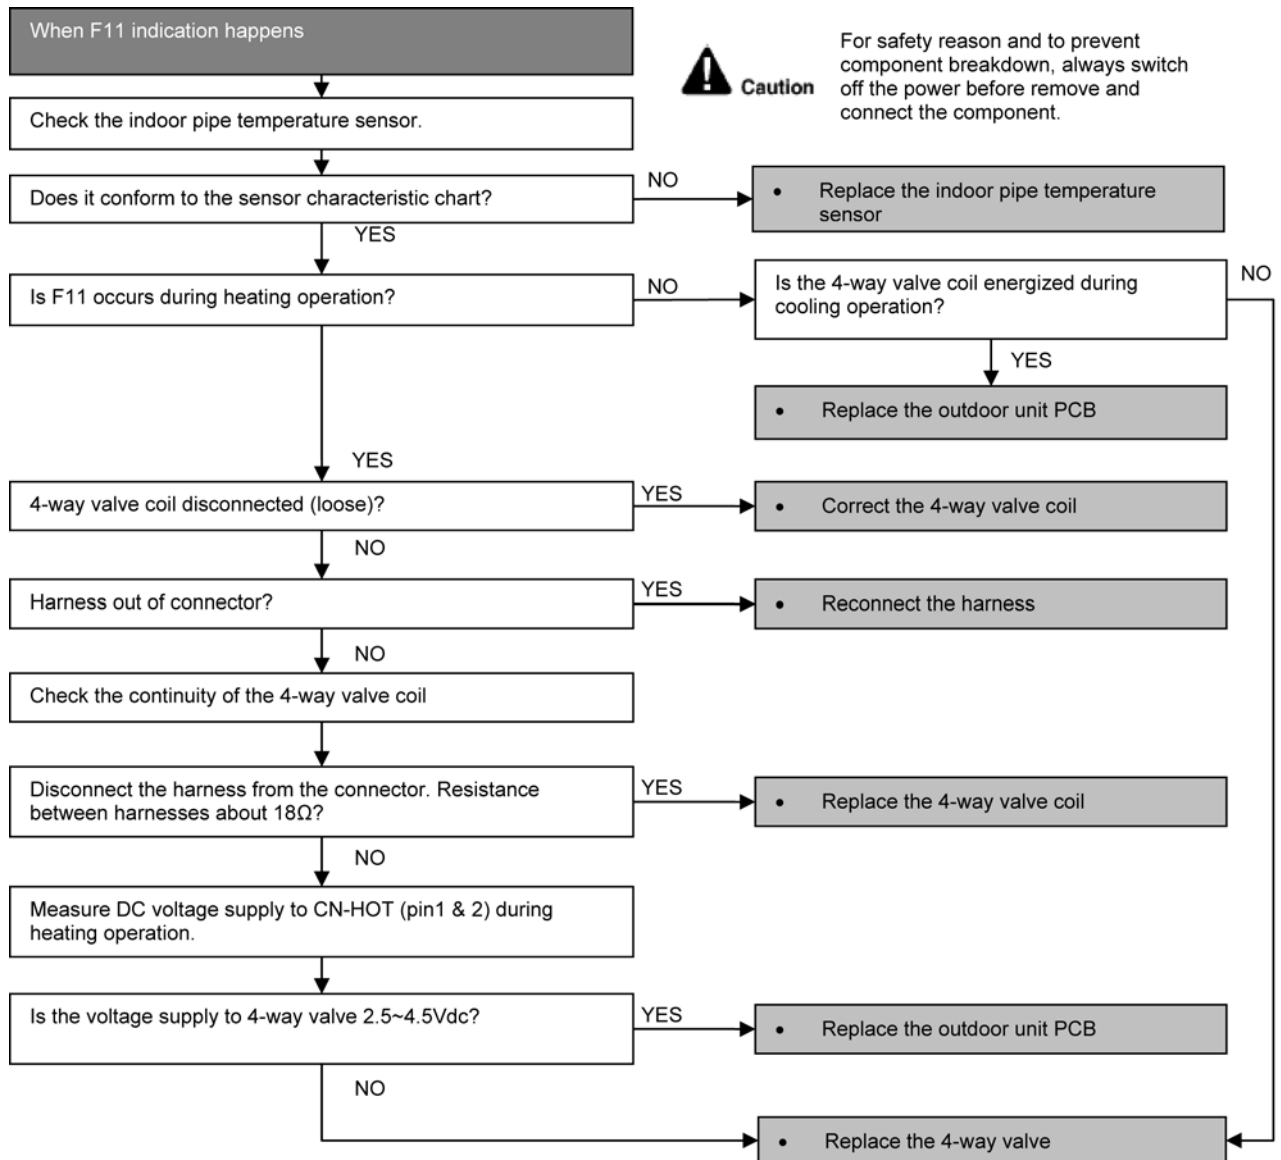 When F11 indication happens
Caution
For safety reason and to prevent
component breakdown, always switch
off the power before remove and
connect the component.
Check the indoor pipe temperature sensor.
Does it conform to the sensor characteristic chart?
NO
• Replace the indoor pipe temperature
sensor
YES
Is F11 occurs during heating operation?
NO
Is the 4-way valve coil energized during
cooling operation?
NO
YES
• Replace the outdoor unit PCB
YES
4-way valve coil disconnected (loose)?
YES
• Correct the 4-way valve coil
NO
Harness out of connector?
YES
• Reconnect the harness
NO
Check the continuity of the 4-way valve coil
Disconnect the harness from the connector. Resistance
between harnesses about 18Ω?
YES
• Replace the 4-way valve coil
NO
Measure DC voltage supply to CN-HOT (pin1 & 2) during
heating operation.
Is the voltage supply to 4-way valve 2.5~4.5Vdc?
YES
• Replace the outdoor unit PCB
NO
• Replace the 4-way valve